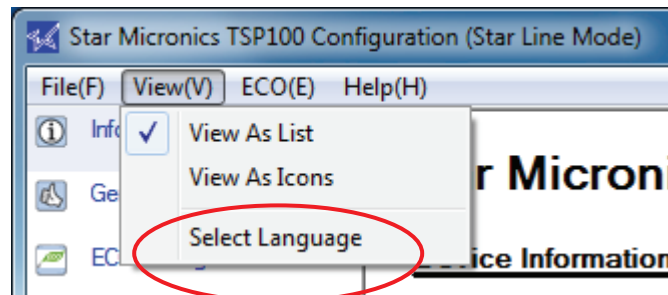 Star Micronics TSP100 Configuration (Star Line Mode)
File(F) View(V) ECO(E) Help(H)
View As List
View As Icons
r Micron
Select Language
ice Information